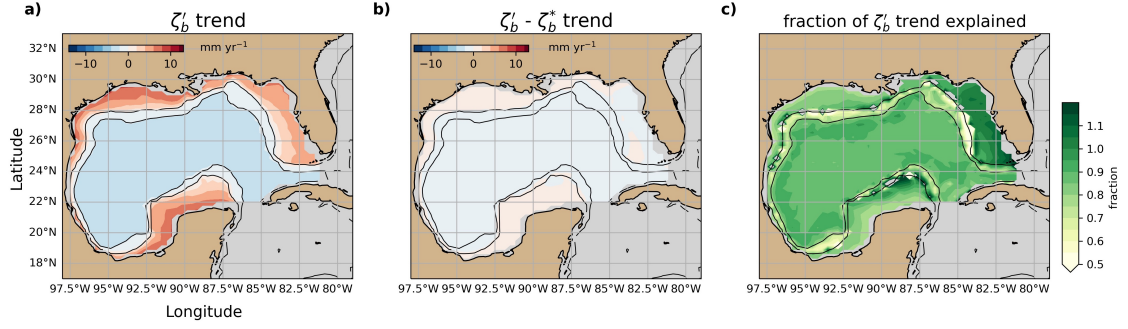 a)
ζ′b trend
mm yr⁻¹
−10 0 10
32°N
30°N
28°N
26°N
24°N
22°N
20°N
18°N
Latitude
97.5°W 95°W 92.5°W 90°W 87.5°W 85°W 82.5°W 80°W
Longitude
b)
ζ′b - ζ*b trend
mm yr⁻¹
−10 0 10
97.5°W 95°W 92.5°W 90°W 87.5°W 85°W 82.5°W 80°W
c)
fraction of ζ′b trend explained
97.5°W 95°W 92.5°W 90°W 87.5°W 85°W 82.5°W 80°W
1.1
1.0
0.9
0.8
0.7
0.6
0.5
fraction